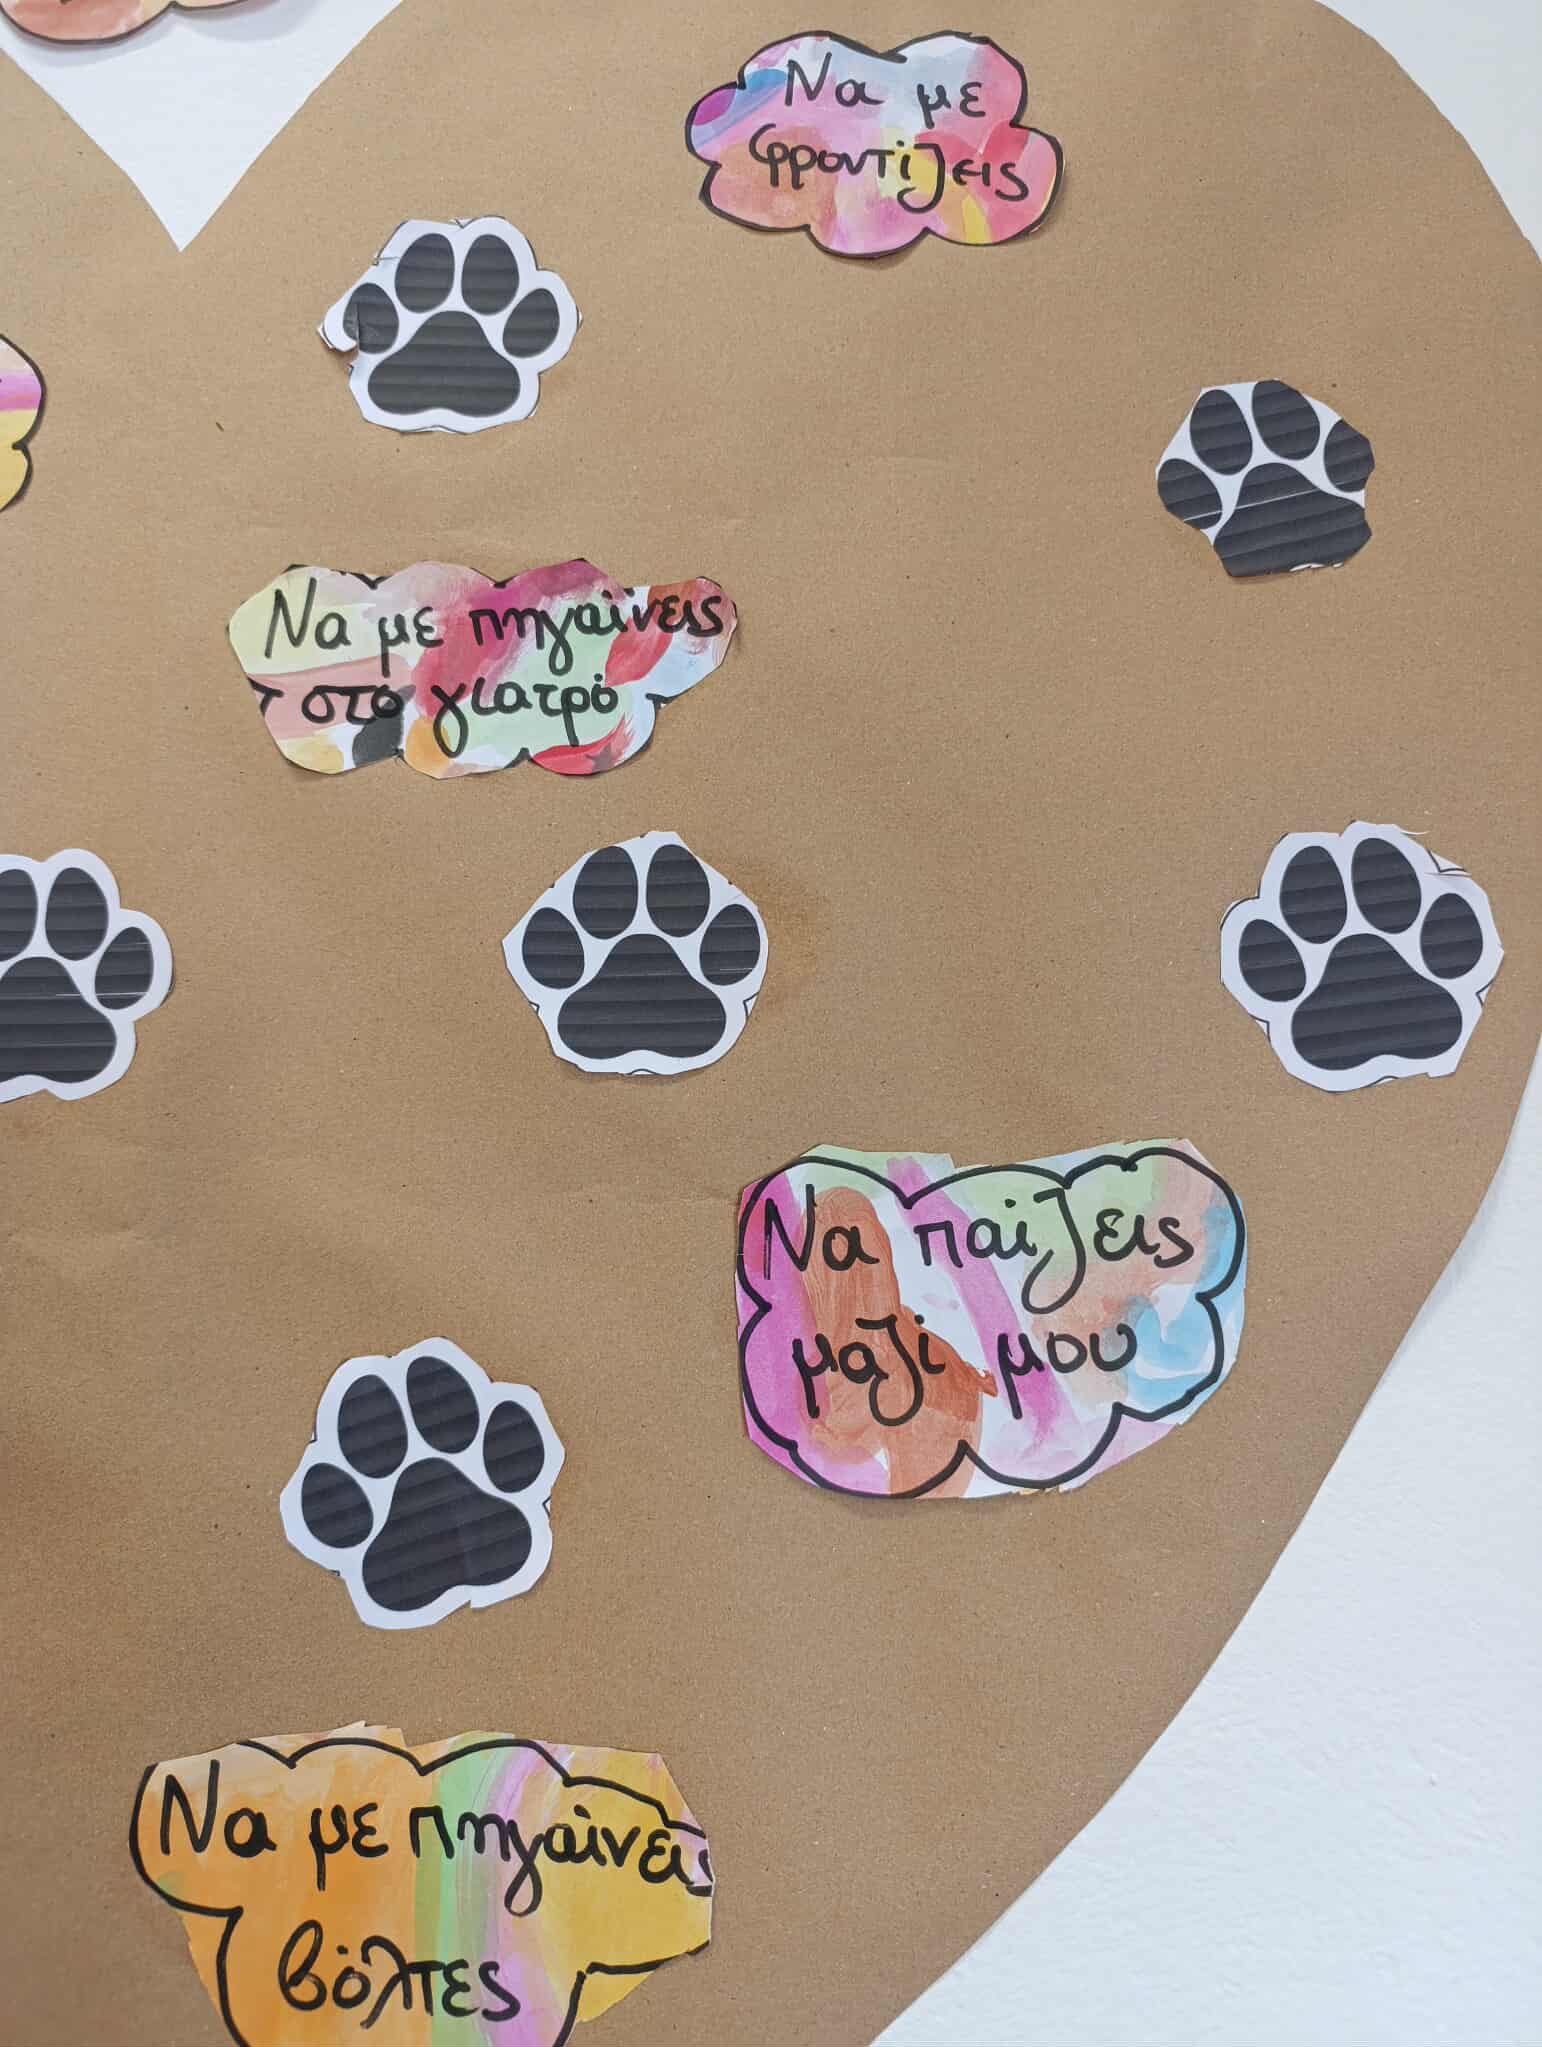 Να με
φροντίζεις
Να με πηγαίνεις
στο γιατρό
Να παίζεις
μαζί μου
Να με πηγαίνεις
βόλτες